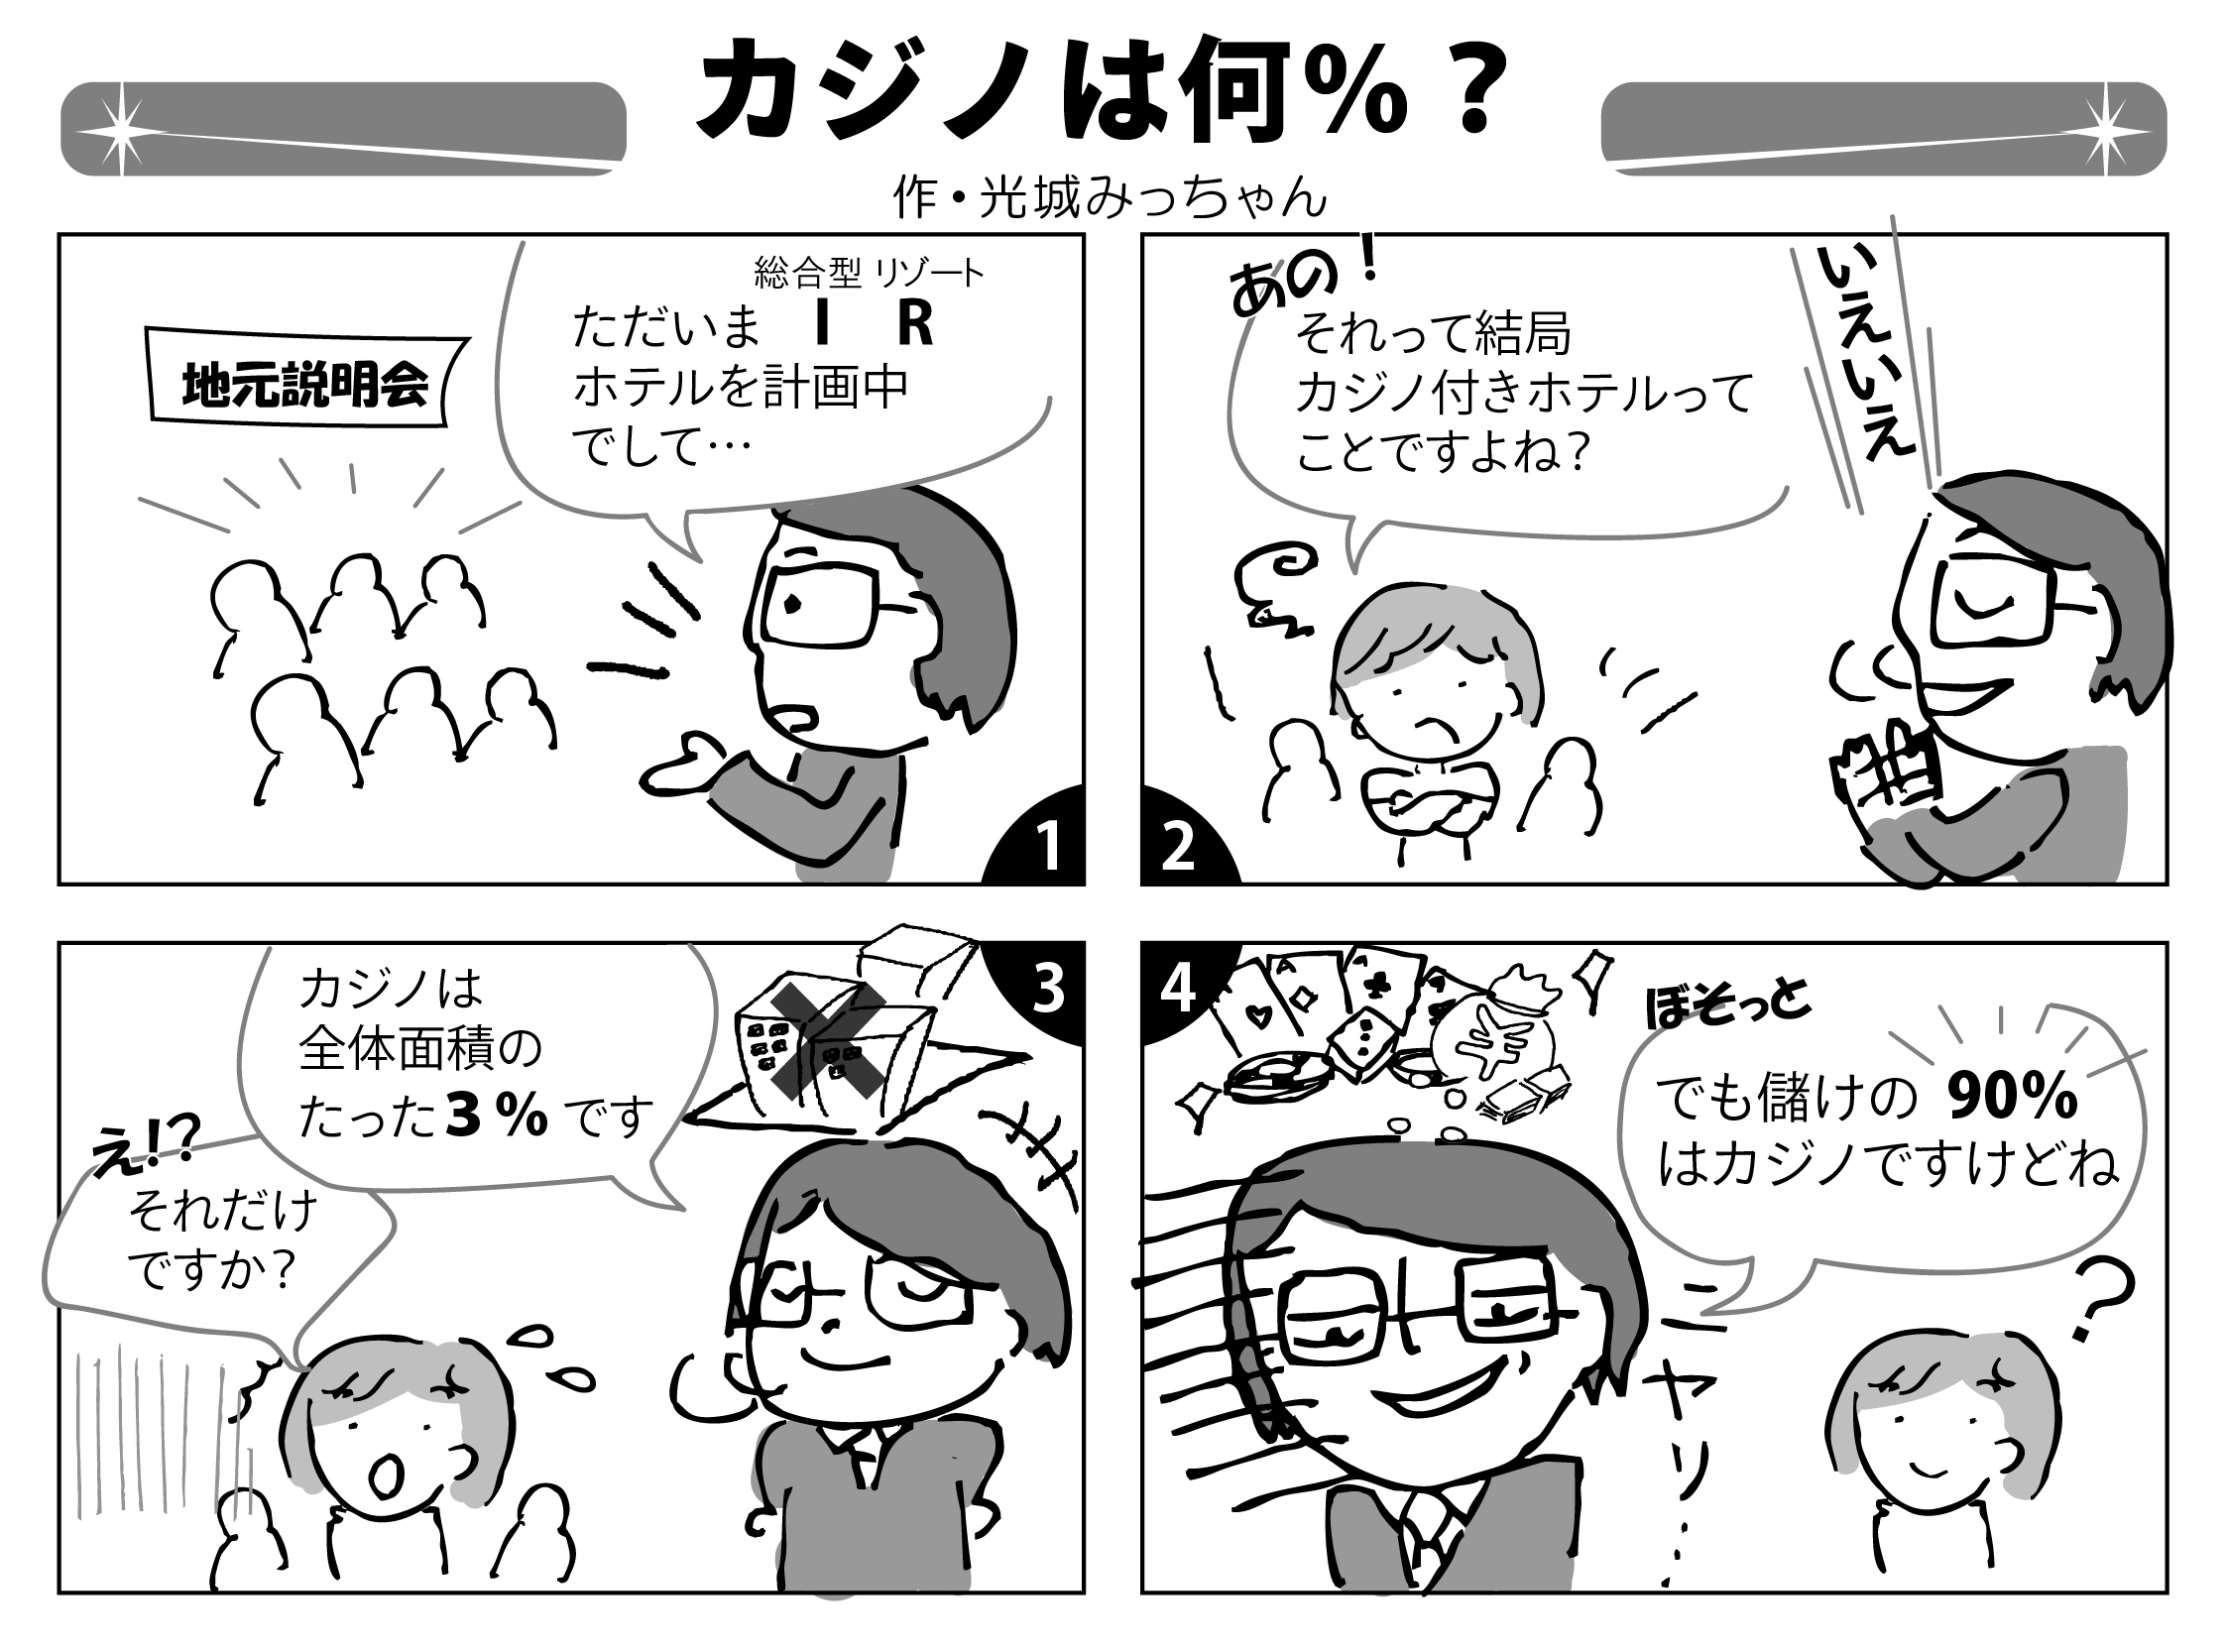 カジノは何%?
作・光城みっちゃん
地元説明会
総合型 リゾート
ただいま I R
ホテルを計画中
でして…
1
あの!
それって結局
カジノ付きホテルって
ことですよね?
いえいえ
2
カジノは
全体面積の
たった3%です
え!?
それだけ
ですか?
3
4
ぼそっと
でも儲けの 90%
はカジノですけどね
ニヤリ…
?
¥